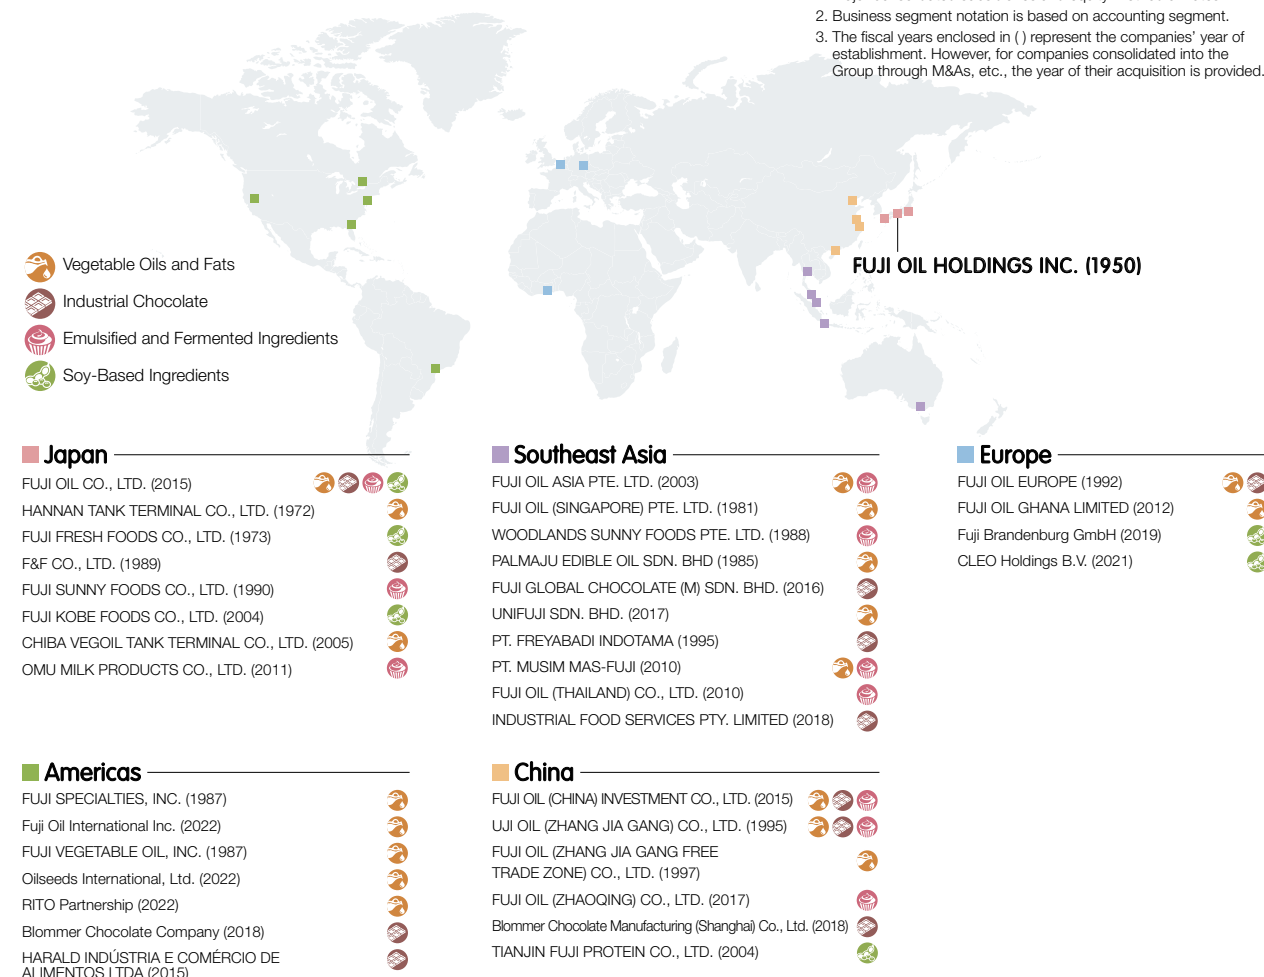 2. Business segment notation is based on accounting segment.
3. The fiscal years enclosed in ( ) represent the companies' year of
establishment. However, for companies consolidated into the
Group through M&As, etc., the year of their acquisition is provided.
FUJI OIL HOLDINGS INC. (1950)
Vegetable Oils and Fats
Industrial Chocolate
Emulsified and Fermented Ingredients
Soy-Based Ingredients
Japan
FUJI OIL CO., LTD. (2015)
HANNAN TANK TERMINAL CO., LTD. (1972)
FUJI FRESH FOODS CO., LTD. (1973)
F&F CO., LTD. (1989)
FUJI SUNNY FOODS CO., LTD. (1990)
FUJI KOBE FOODS CO., LTD. (2004)
CHIBA VEGOIL TANK TERMINAL CO., LTD. (2005)
OMU MILK PRODUCTS CO., LTD. (2011)
Southeast Asia
FUJI OIL ASIA PTE. LTD. (2003)
FUJI OIL (SINGAPORE) PTE. LTD. (1981)
WOODLANDS SUNNY FOODS PTE. LTD. (1988)
PALMAJU EDIBLE OIL SDN. BHD (1985)
FUJI GLOBAL CHOCOLATE (M) SDN. BHD. (2016)
UNIFUJI SDN. BHD. (2017)
PT. FREYABADI INDOTAMA (1995)
PT. MUSIM MAS-FUJI (2010)
FUJI OIL (THAILAND) CO., LTD. (2010)
INDUSTRIAL FOOD SERVICES PTY. LIMITED (2018)
Europe
FUJI OIL EUROPE (1992)
FUJI OIL GHANA LIMITED (2012)
Fuji Brandenburg GmbH (2019)
CLEO Holdings B.V. (2021)
Americas
FUJI SPECIALTIES, INC. (1987)
Fuji Oil International Inc. (2022)
FUJI VEGETABLE OIL, INC. (1987)
Oilseeds International, Ltd. (2022)
RITO Partnership (2022)
Blommer Chocolate Company (2018)
HARALD INDÚSTRIA E COMÉRCIO DE
ALIMENTOS LTDA (2015)
China
FUJI OIL (CHINA) INVESTMENT CO., LTD. (2015)
UJI OIL (ZHANG JIA GANG) CO., LTD. (1995)
FUJI OIL (ZHANG JIA GANG FREE
TRADE ZONE) CO., LTD. (1997)
FUJI OIL (ZHAOQING) CO., LTD. (2017)
Blommer Chocolate Manufacturing (Shanghai) Co., Ltd. (2018)
TIANJIN FUJI PROTEIN CO., LTD. (2004)